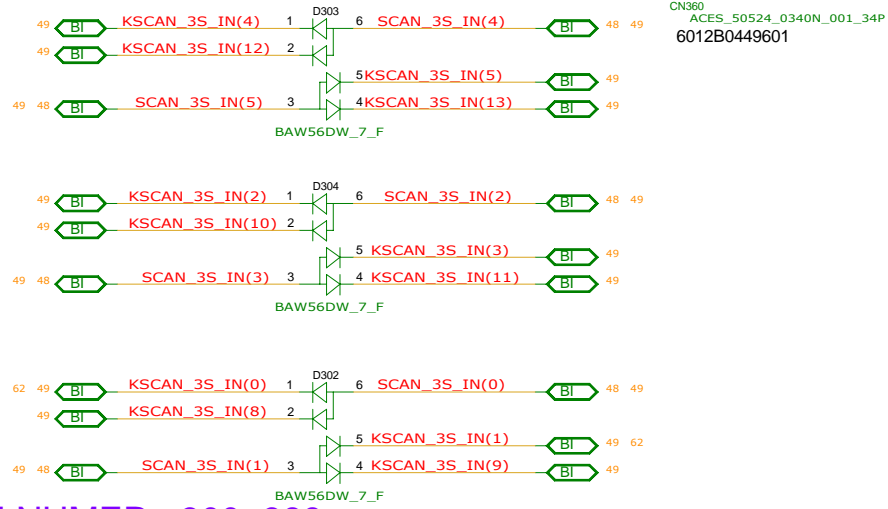 CN360
ACES_50524_0340N_001_34P
6012B0449601
D303
49 BI KSCAN_3S_IN(4) 1 6 SCAN_3S_IN(4) BI 48 49
49 BI KSCAN_3S_IN(12) 2
5 KSCAN_3S_IN(5) BI 49
49 48 BI SCAN_3S_IN(5) 3 4 KSCAN_3S_IN(13) BI 49
BAW56DW_7_F
D304
49 BI KSCAN_3S_IN(2) 1 6 SCAN_3S_IN(2) BI 48 49
49 BI KSCAN_3S_IN(10) 2
5 KSCAN_3S_IN(3) BI 49
49 48 BI SCAN_3S_IN(3) 3 4 KSCAN_3S_IN(11) BI 49
BAW56DW_7_F
D302
62 49 BI KSCAN_3S_IN(0) 1 6 SCAN_3S_IN(0) BI 48 49
49 BI KSCAN_3S_IN(8) 2
5 KSCAN_3S_IN(1) BI 49 62
49 48 BI SCAN_3S_IN(1) 3 4 KSCAN_3S_IN(9) BI 49
BAW56DW_7_F